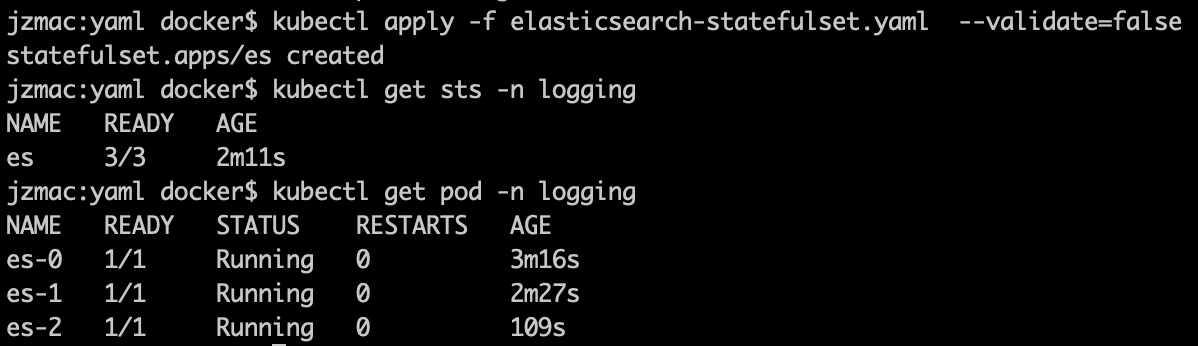 jzmac:yaml docker$ kubectl apply -f elasticsearch-statefulset.yaml  --validate=false
statefulset.apps/es created
jzmac:yaml docker$ kubectl get sts -n logging
NAME   READY   AGE
es     3/3     2m11s
jzmac:yaml docker$ kubectl get pod -n logging
NAME   READY   STATUS    RESTARTS   AGE
es-0   1/1     Running   0          3m16s
es-1   1/1     Running   0          2m27s
es-2   1/1     Running   0          109s